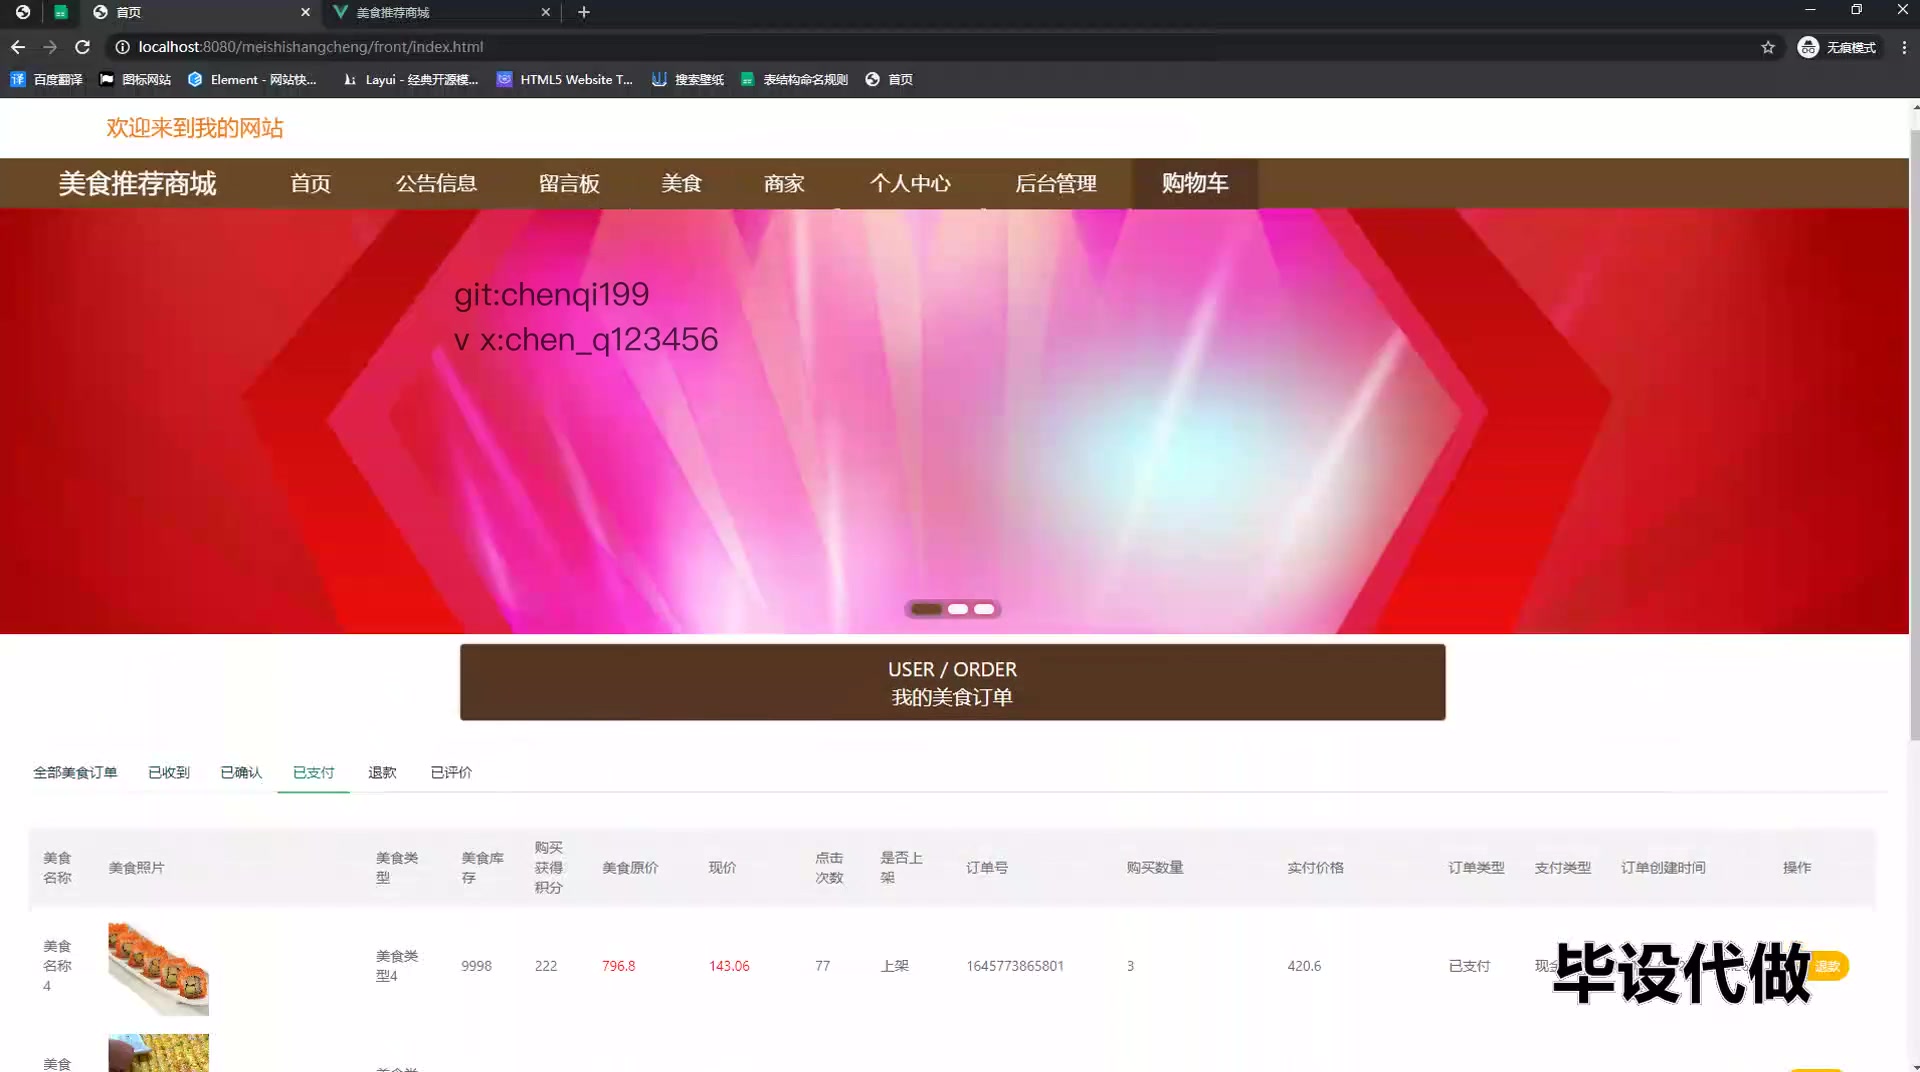 首页
美食推荐商城
localhost:8080/meishishangcheng/front/index.html
无痕模式
百度翻译
图标网站
Element - 网站快...
Layui - 经典开源模...
HTML5 Website T...
搜索壁纸
表结构命名规则
首页
欢迎来到我的网站
美食推荐商城
首页
公告信息
留言板
美食
商家
个人中心
后台管理
购物车
git:chenqi199
v x:chen_q123456
USER / ORDER
我的美食订单
全部美食订单
已收到
已确认
已支付
退款
已评价
美食
名称
美食照片
美食类
型
美食库
存
购买
获得
积分
美食原价
现价
点击
次数
是否上
架
订单号
购买数量
实付价格
订单类型
支付类型
订单创建时间
操作
美食
名称
4
美食类
型4
9998
222
796.8
143.06
77
上架
1645773865801
3
420.6
已支付
现金
毕设代做
退款
美食